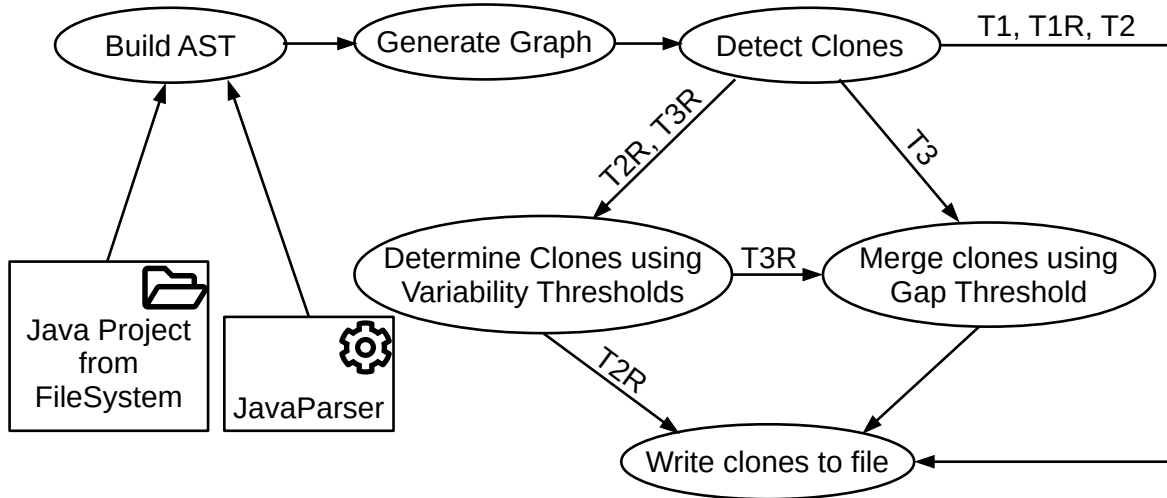 Build AST
Generate Graph
Detect Clones
T1, T1R, T2
T2R, T3R
T3
Determine Clones using
Variability Thresholds
T3R
Merge clones using
Gap Threshold
Java Project
from
FileSystem
JavaParser
T2R
Write clones to file